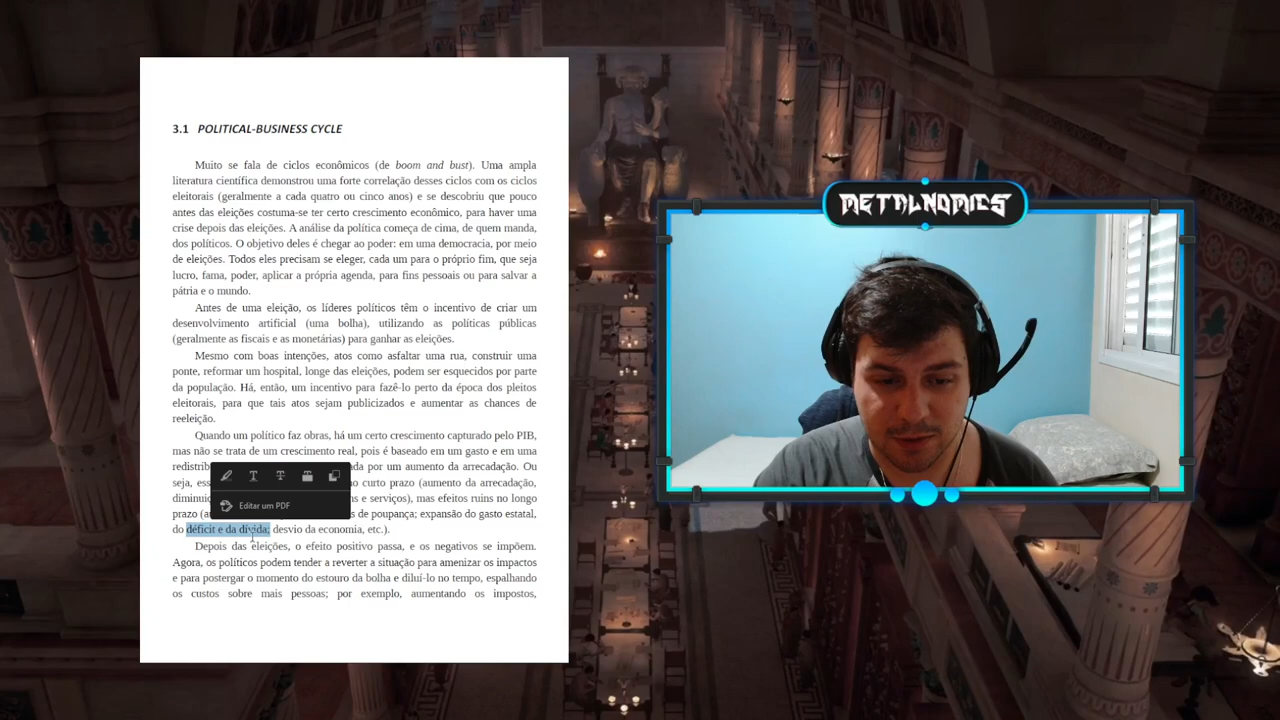 3.1 POLITICAL-BUSINESS CYCLE
Muito se fala de ciclos econômicos (de boom and bust). Uma ampla
literatura científica demonstrou uma forte correlação desses ciclos com os ciclos
eleitorais (geralmente a cada quatro ou cinco anos) e se descobriu que pouco
antes das eleições costuma-se ter certo crescimento econômico, para haver uma
crise depois das eleições. A análise da política começa de cima, de quem manda,
dos políticos. O objetivo deles é chegar ao poder: em uma democracia, por meio
de eleições. Todos eles precisam se eleger, cada um para o próprio fim, que seja
lucro, fama, poder, aplicar a própria agenda, para fins pessoais ou para salvar a
pátria e o mundo.
Antes de uma eleição, os líderes políticos têm o incentivo de criar um
desenvolvimento artificial (uma bolha), utilizando as políticas públicas
(geralmente as fiscais e as monetárias) para ganhar as eleições.
Mesmo com boas intenções, atos como asfaltar uma rua, construir uma
ponte, reformar um hospital, longe das eleições, podem ser esquecidos por parte
da população. Há, então, um incentivo para fazê-lo perto da época dos pleitos
eleitorais, para que tais atos sejam publicizados e aumentar as chances de
reeleição.
Quando um político faz obras, há um certo crescimento capturado pelo PIB,
mas não se trata de um crescimento real, pois é baseado em um gasto e em uma
por um aumento da arrecadação. Ou
seja, curto prazo (aumento da arrecadação,
e serviços), mas efeitos ruins no longo
prazo de poupança; expansão do gasto estatal,
Editar um PDF
do déficit e da dívida; desvio da economia, etc.).
Depois das eleições, o efeito positivo passa, e os negativos se impõem.
Agora, os políticos podem tender a reverter a situação para amenizar os impactos
e para postergar o momento do estouro da bolha e diluí-lo no tempo, espalhando
os custos sobre mais pessoas; por exemplo, aumentando os impostos,
METALNOMICS